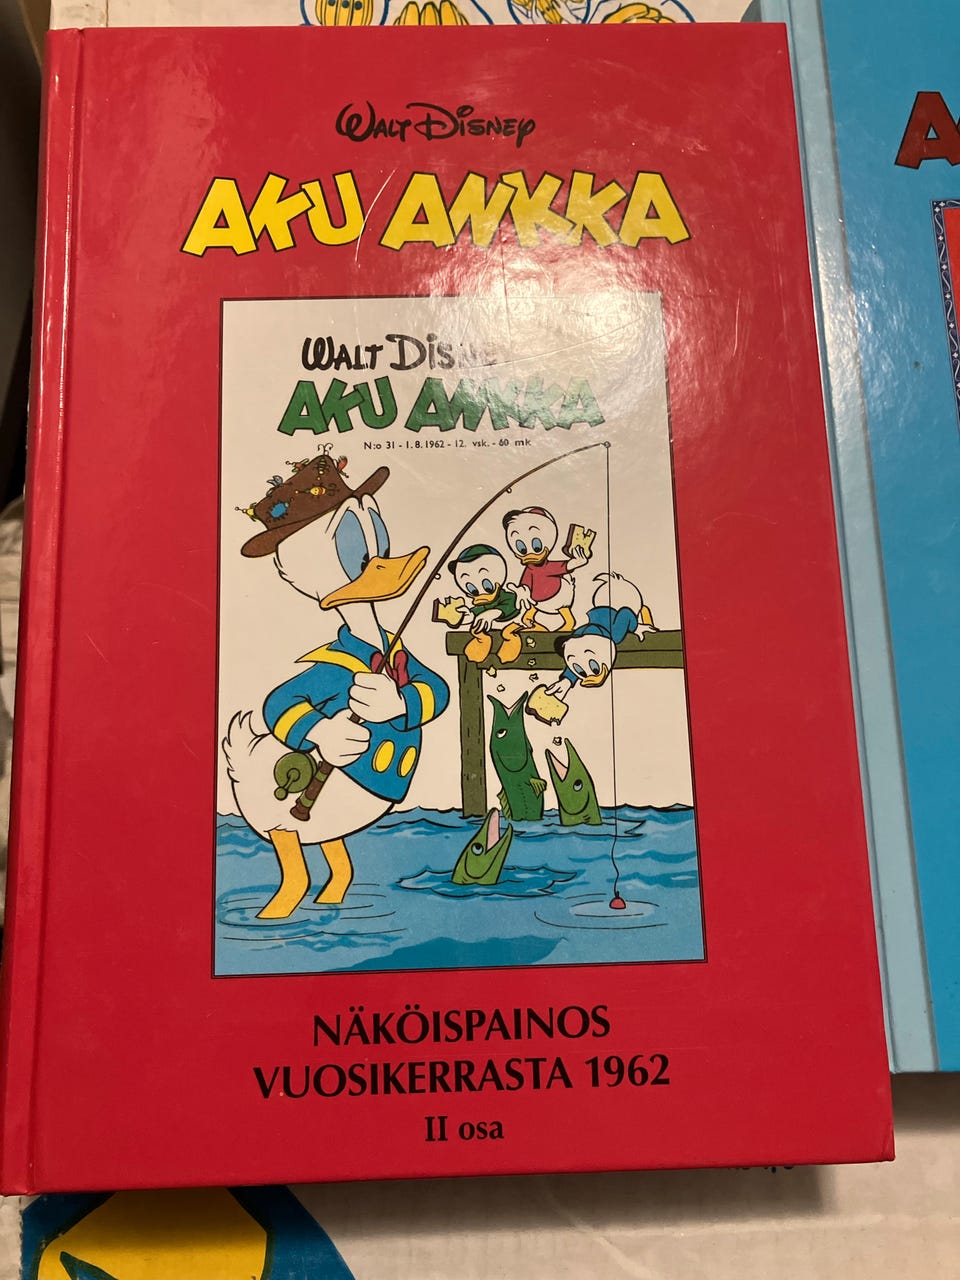 WALT DISNEY
AKU ANKKA
WALT DISNE
AKU ANKKA
N:o 31 - 1.8.1962 - 12. vsk. - 60 mk
NÄKÖISPAINOS
VUOSIKERRASTA 1962
II osa
A